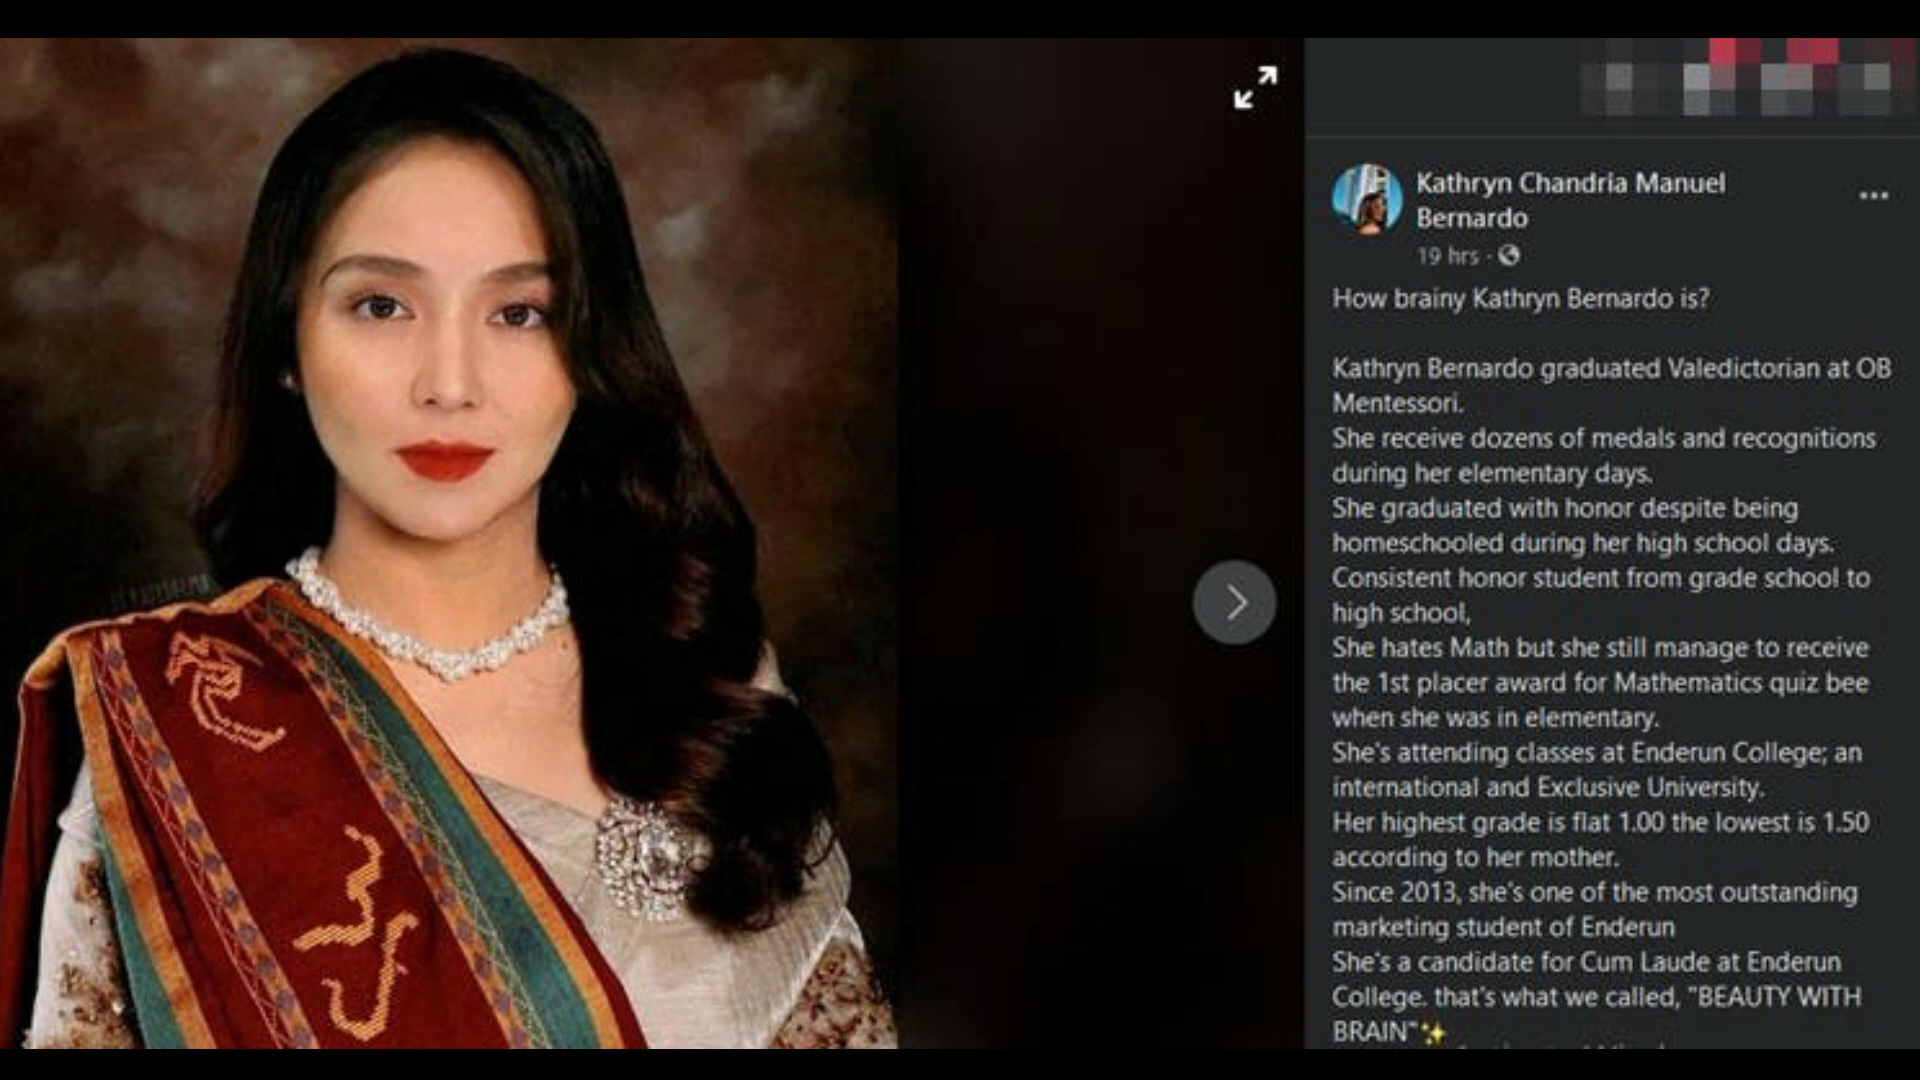 Kathryn Chandria Manuel
Bernardo
19 hrs ·
How brainy Kathryn Bernardo is?
Kathryn Bernardo graduated Valedictorian at OB
Mentessori.
She receive dozens of medals and recognitions
during her elementary days.
She graduated with honor despite being
homeschooled during her high school days.
Consistent honor student from grade school to
high school,
She hates Math but she still manage to receive
the 1st placer award for Mathematics quiz bee
when she was in elementary.
She's attending classes at Enderun College; an
international and Exclusive University.
Her highest grade is flat 1.00 the lowest is 1.50
according to her mother.
Since 2013, she's one of the most outstanding
marketing student of Enderun
She's a candidate for Cum Laude at Enderun
College. that's what we called, "BEAUTY WITH
BRAIN"✨